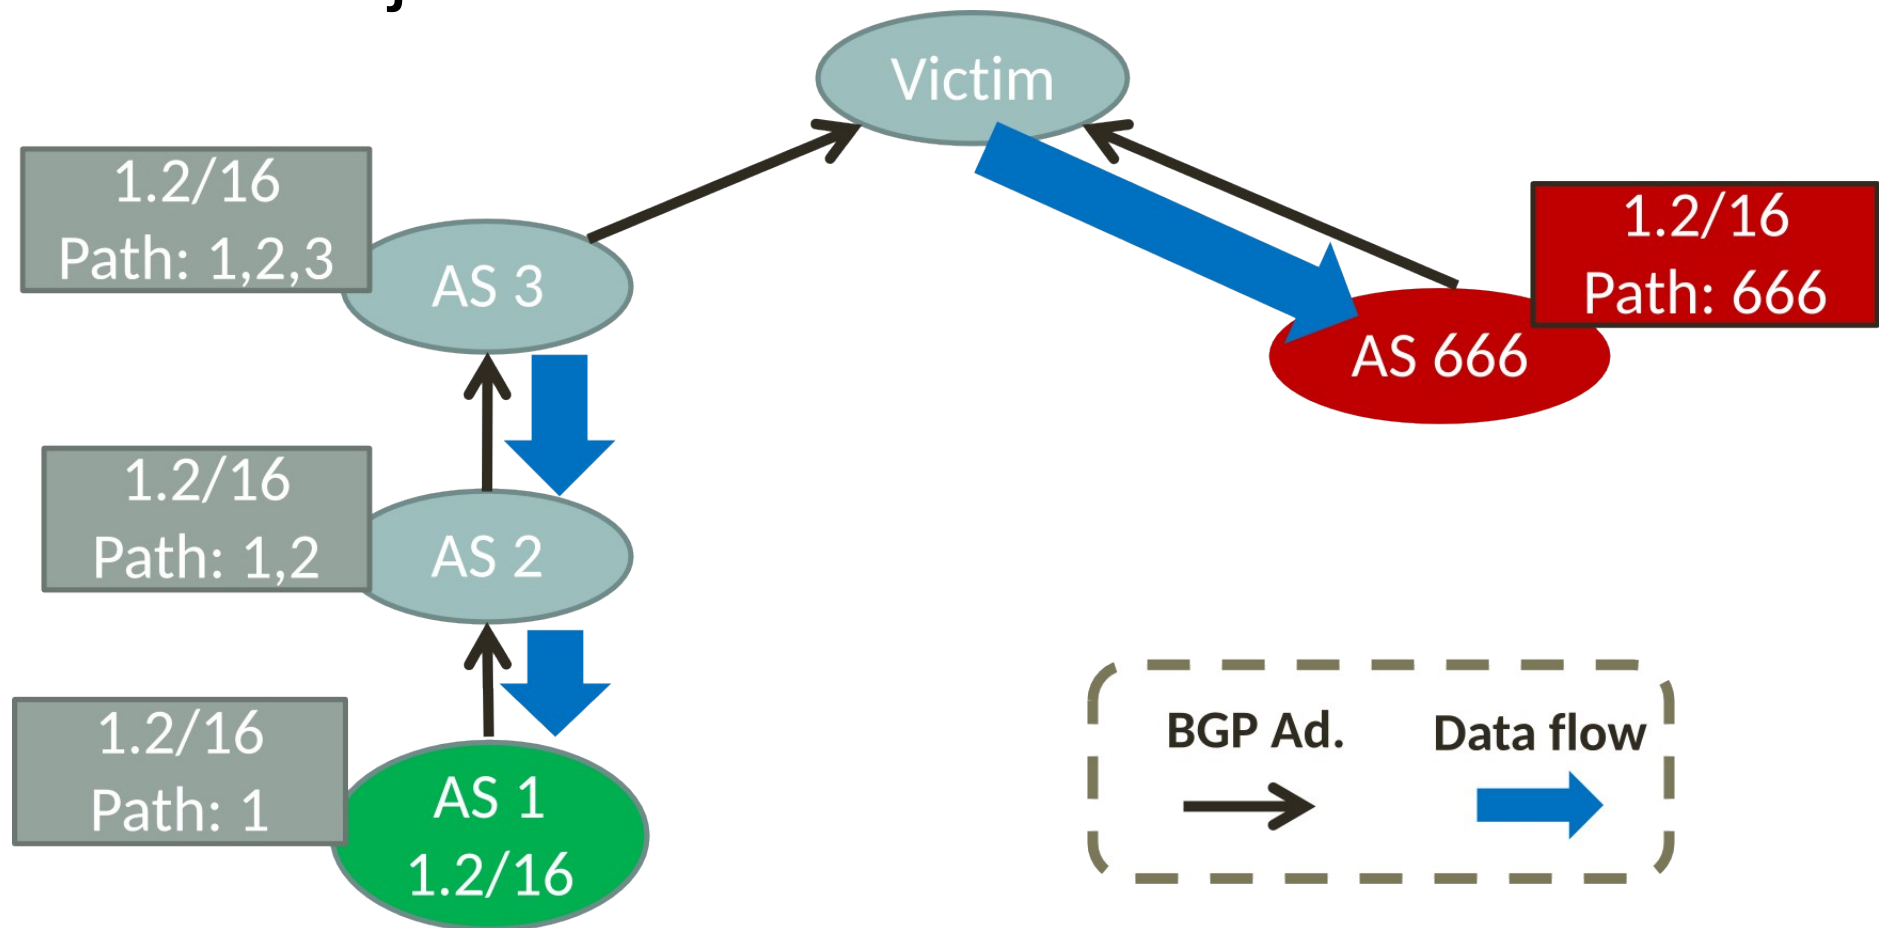 Victim
1.2/16
Path: 1,2,3
AS 3
1.2/16
Path: 666
AS 666
1.2/16
Path: 1,2
AS 2
1.2/16
Path: 1
AS 1
1.2/16
BGP Ad.
Data flow